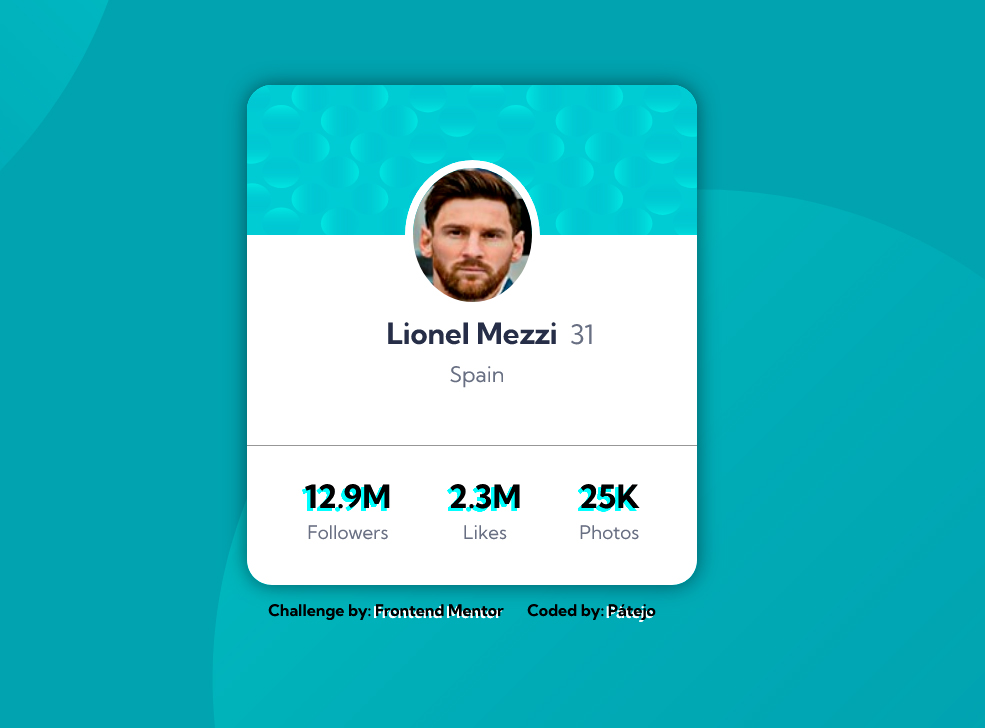 Lionel Mezzi 31
Spain
12.9M 2.3M 25K
Followers Likes Photos
Challenge by: Frontend Mentor Coded by: Pátejo